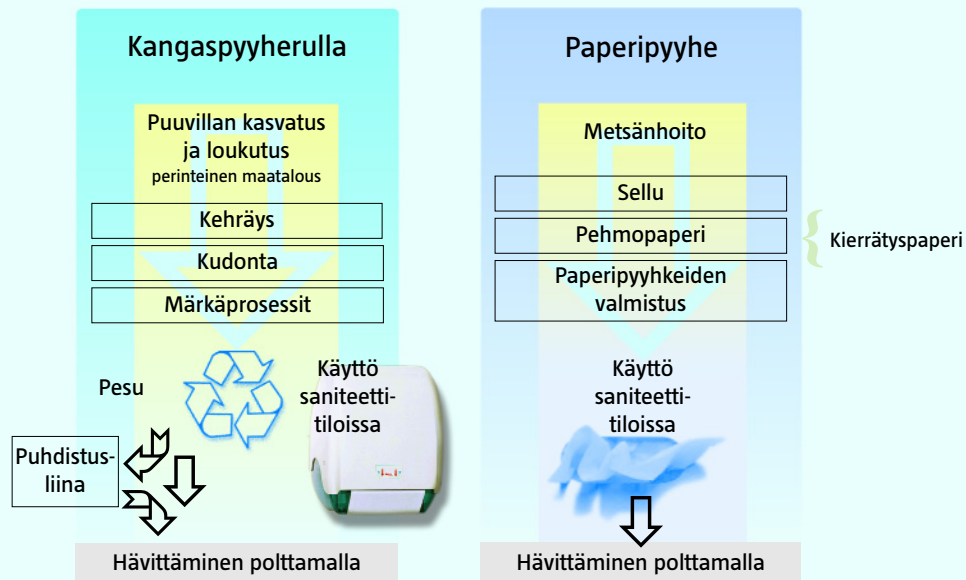 Kangaspyyherulla
Puuvillan kasvatus
ja loukutus
perinteinen maatalous
Kehräys
Kudonta
Märkäprosessit
Pesu
Käyttö
saniteetti-
tiloissa
Puhdistus-
liina
Hävittäminen polttamalla
Paperipyyhe
Metsänhoito
Sellu
Pehmopaperi
Kierrätyspaperi
Paperipyyhkeiden
valmistus
Käyttö
saniteetti-
tiloissa
Hävittäminen polttamalla